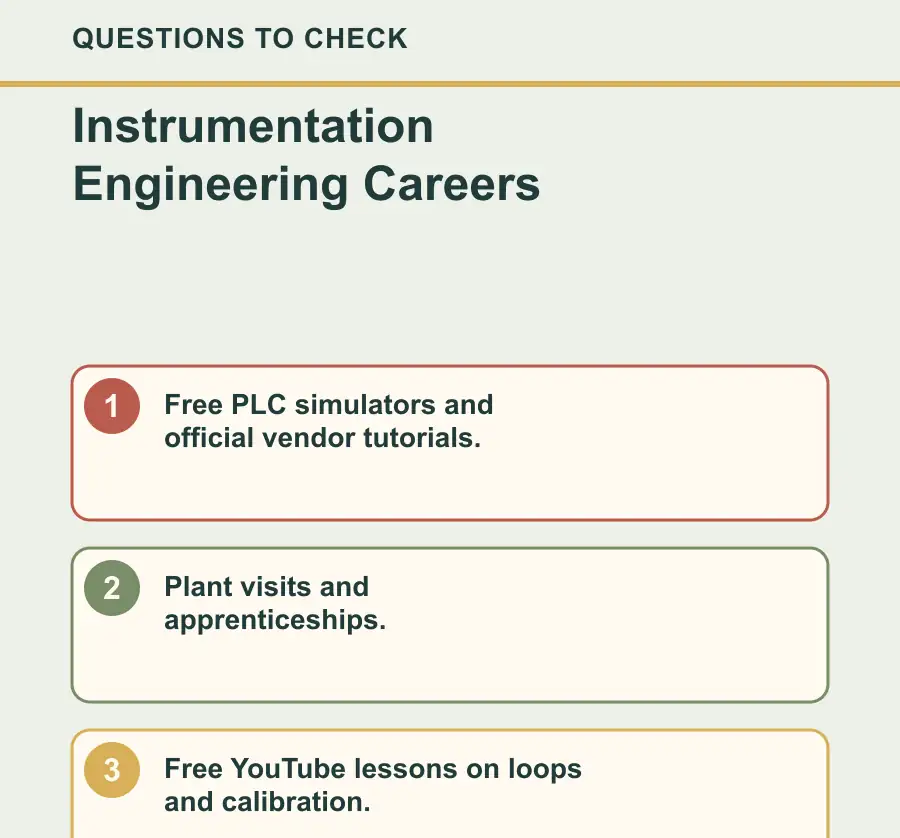 QUESTIONS TO CHECK
Instrumentation
Engineering Careers
1
Free PLC simulators and
official vendor tutorials.
2
Plant visits and
apprenticeships.
3
Free YouTube lessons on loops
and calibration.